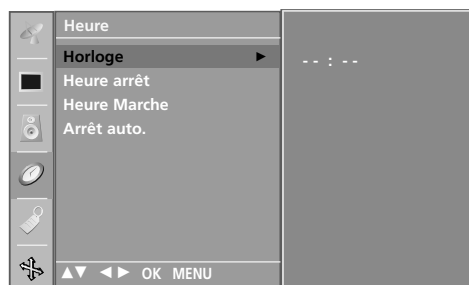 Heure
Horloge ►
- - : - -
Heure arrêt
Heure Marche
Arrêt auto.
▲▼ ◄► OK MENU